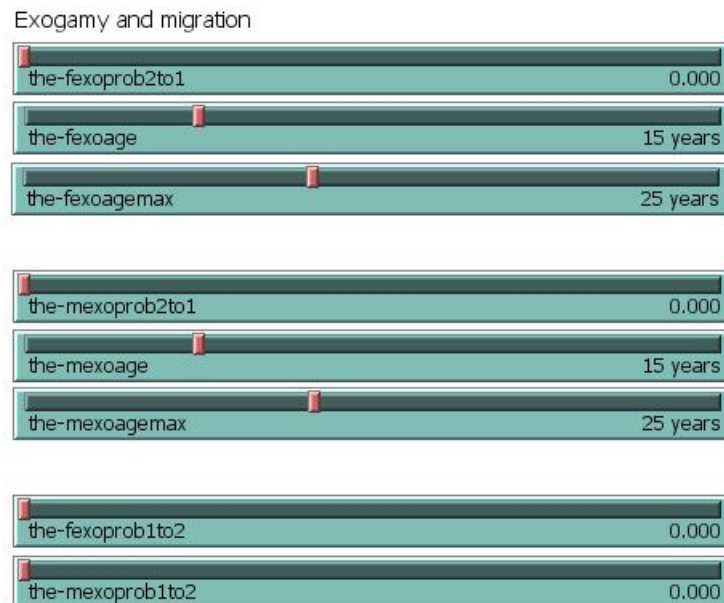 Exogamy and migration
the-fexoprob2to1 0.000
the-fexoage 15 years
the-fexoagemax 25 years
the-mexoprob2to1 0.000
the-mexoage 15 years
the-mexoagemax 25 years
the-fexoprob1to2 0.000
the-mexoprob1to2 0.000